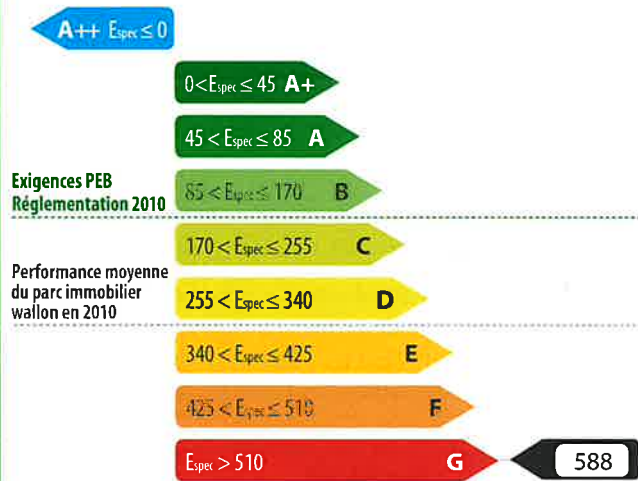 A++ Espec ≤ 0
0 < Espec ≤ 45 A+
45 < Espec ≤ 85 A
Exigences PEB
Réglementation 2010
85 < Espec ≤ 170 B
170 < Espec ≤ 255 C
Performance moyenne
du parc immobilier
wallon en 2010
255 < Espec ≤ 340 D
340 < Espec ≤ 425 E
425 < Espec ≤ 510 F
Espec > 510 G 588